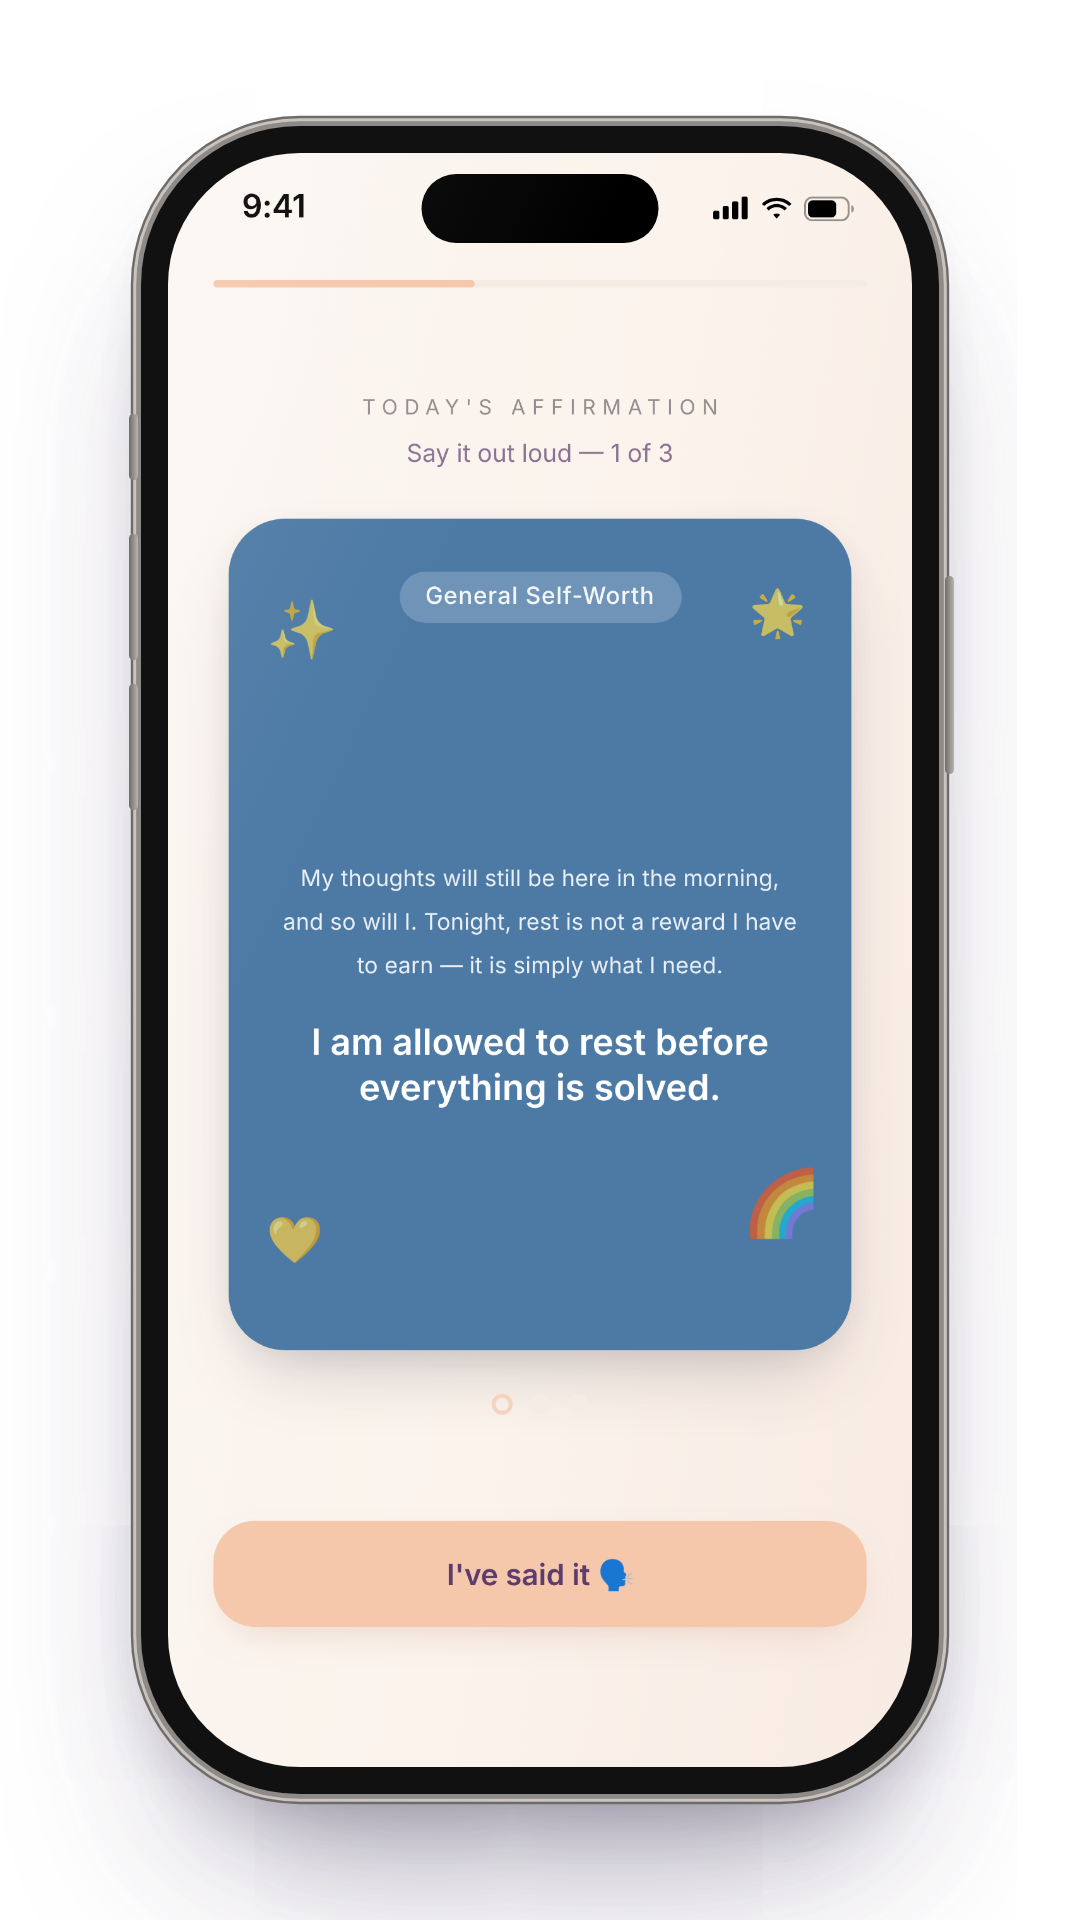 9:41
TODAY'S AFFIRMATION
Say it out loud — 1 of 3
General Self-Worth
My thoughts will still be here in the morning,
and so will I. Tonight, rest is not a reward I have
to earn — it is simply what I need.
I am allowed to rest before
everything is solved.
I've said it 🗣️